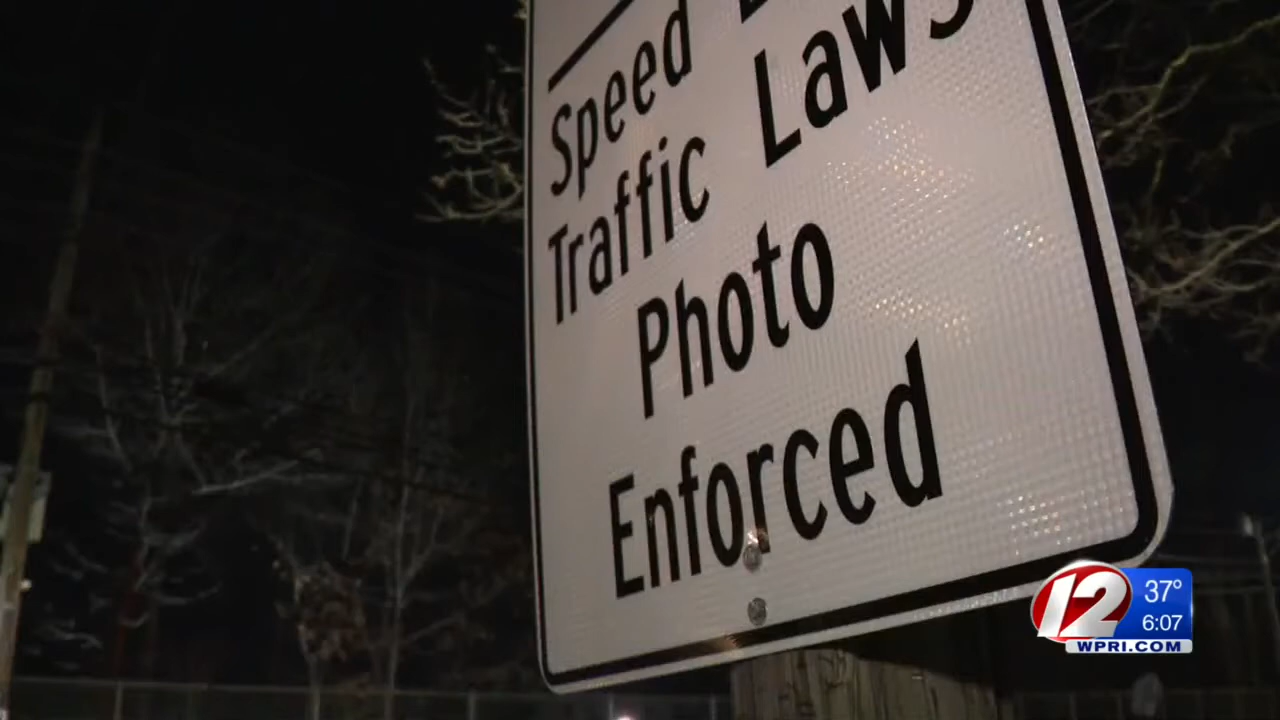 Speed
Traffic Laws
Photo
Enforced
12
37°
6:07
WPRI.COM